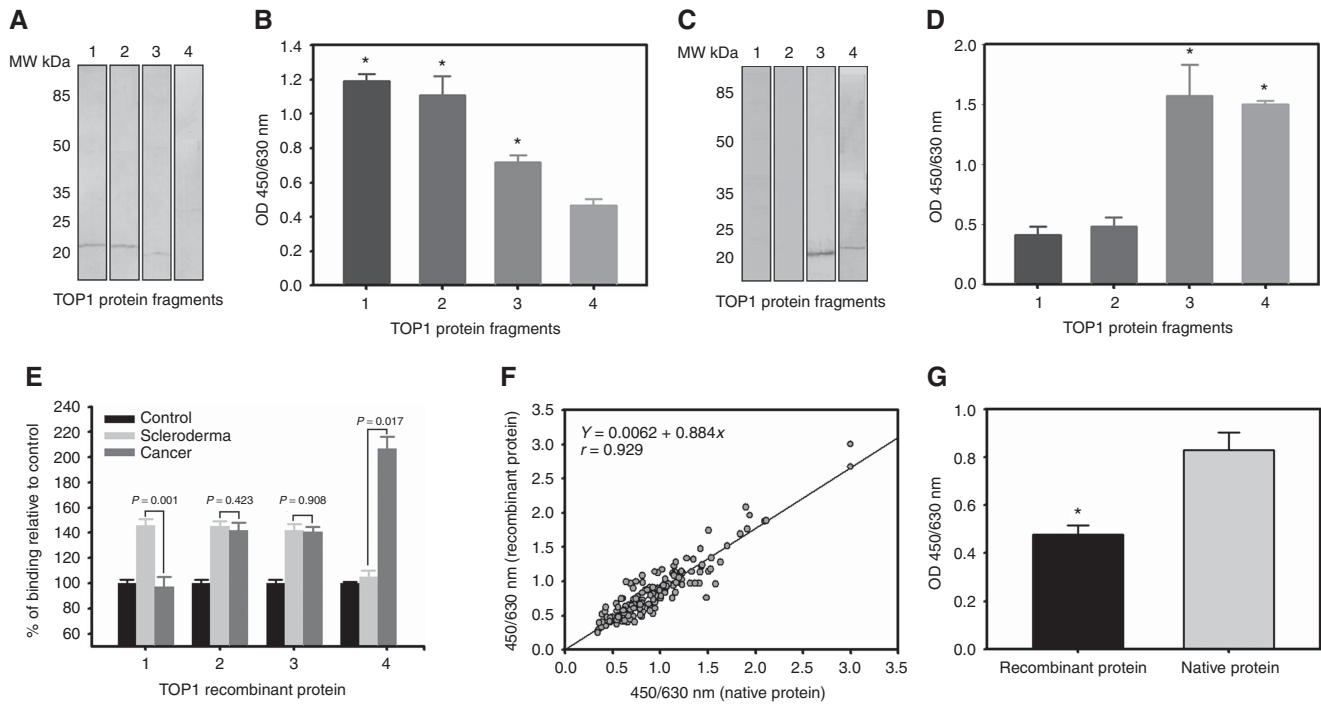 A
MW kDa
1 2 3 4
85
50
35
25
20
TOP1 protein fragments
B
OD 450/630 nm
1.4
1.2
1.0
0.8
0.6
0.4
0.2
0.0
* * *
1 2 3 4
TOP1 protein fragments
C
MW kDa
1 2 3 4
85
50
35
25
20
TOP1 protein fragments
D
OD 450/630 nm
2.0
1.5
1.0
0.5
0.0
* *
1 2 3 4
TOP1 protein fragments
E
% of binding relative to control
240
220
200
180
160
140
120
100
80
60
Control
Scleroderma
Cancer
P = 0.001
P = 0.423
P = 0.908
P = 0.017
1 2 3 4
TOP1 recombinant protein
F
450/630 nm (recombinant protein)
3.5
3.0
2.5
2.0
1.5
1.0
0.5
0.0
Y = 0.0062 + 0.884x
r = 0.929
0.0 0.5 1.0 1.5 2.0 2.5 3.0 3.5
450/630 nm (native protein)
G
OD 450/630 nm
1.0
0.8
0.6
0.4
0.2
0.0
*
Recombinant protein Native protein